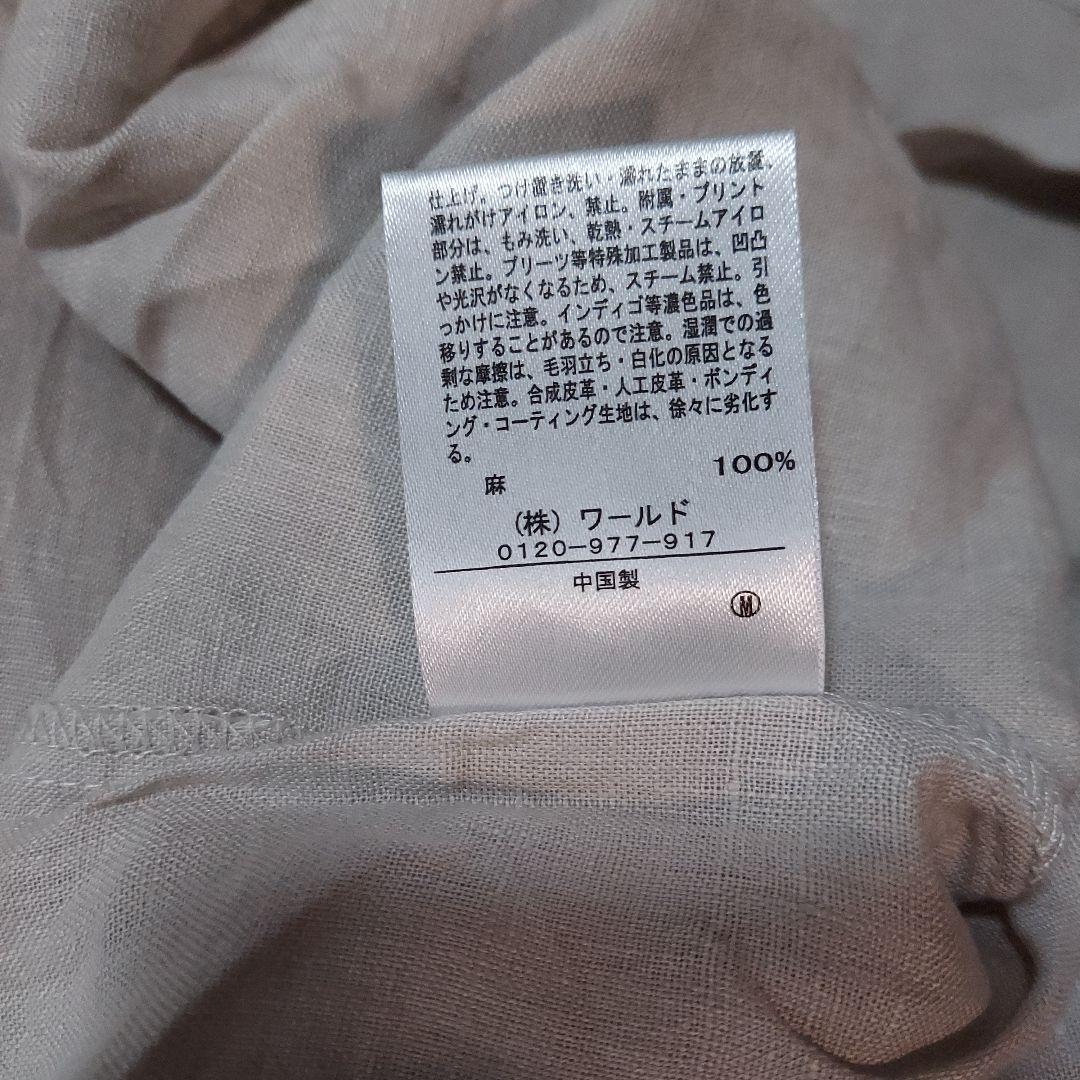 仕上げ。つけ置き洗い・濡れたままの放置、
濡れがけアイロン、禁止。附属・プリント
部分は、もみ洗い、乾熱・スチームアイロ
ン禁止。プリーツ等特殊加工製品は、凹凸
や光沢がなくなるため、スチーム禁止。引
っかけに注意。インディゴ等濃色品は、色
移りすることがあるので注意。湿潤での過
剰な摩擦は、毛羽立ち・白化の原因となる
ため注意。合成皮革・人工皮革・ボンディ
ング・コーティング生地は、徐々に劣化す
る。
麻 100%
(株) ワールド
0120-977-917
中国製
Ⓜ